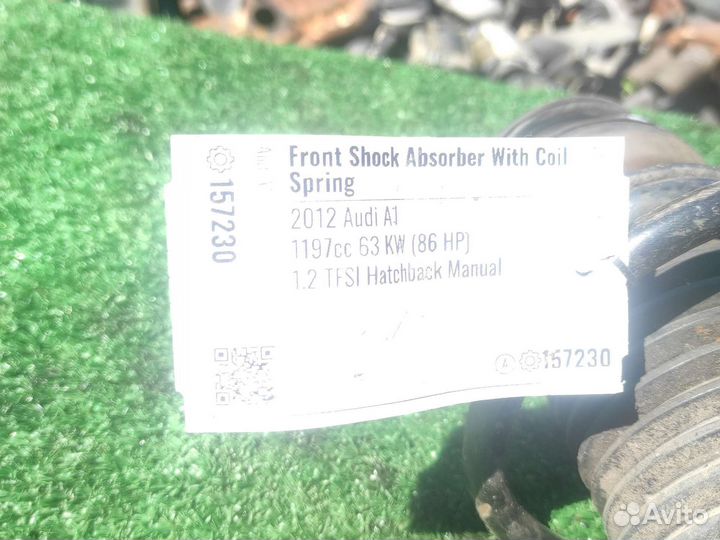 Front Shock Absorber With Coil
Spring
2012 Audi A1
1197cc 63 KW (86 HP)
1.2 TFSI Hatchback Manual
157230
A 157230
Avito